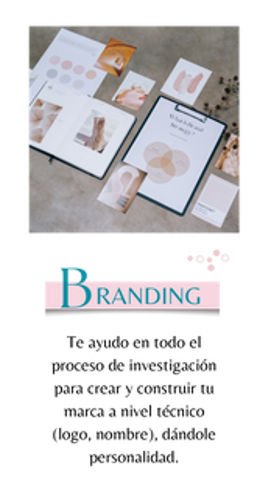 BRANDING
Te ayudo en todo el
proceso de investigación
para crear y construir tu
marca a nivel técnico
(logo, nombre), dándole
personalidad.